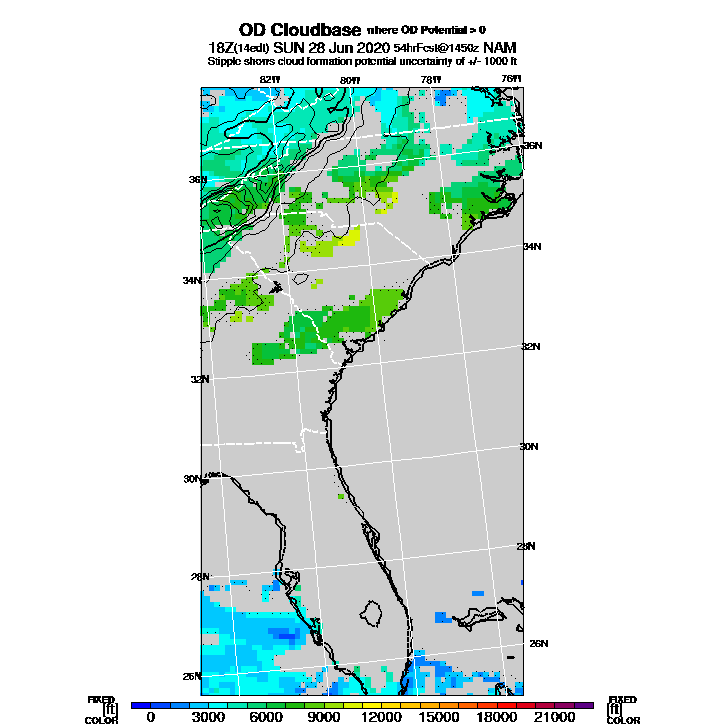 OD Cloudbase where OD Potential > 0
18Z(14edt) SUN 28 Jun 2020 54hrFcst@1450z NAM
Stipple shows cloud formation potential uncertainty of +/- 1000 ft
82W 80W 78W 76W
36N
36N
34N
34N
32N
32N
30N
30N
28N
28N
26N
26N
FIXED FIXED
[ft] [ft]
COLOR 0 3000 6000 9000 12000 15000 18000 21000 COLOR